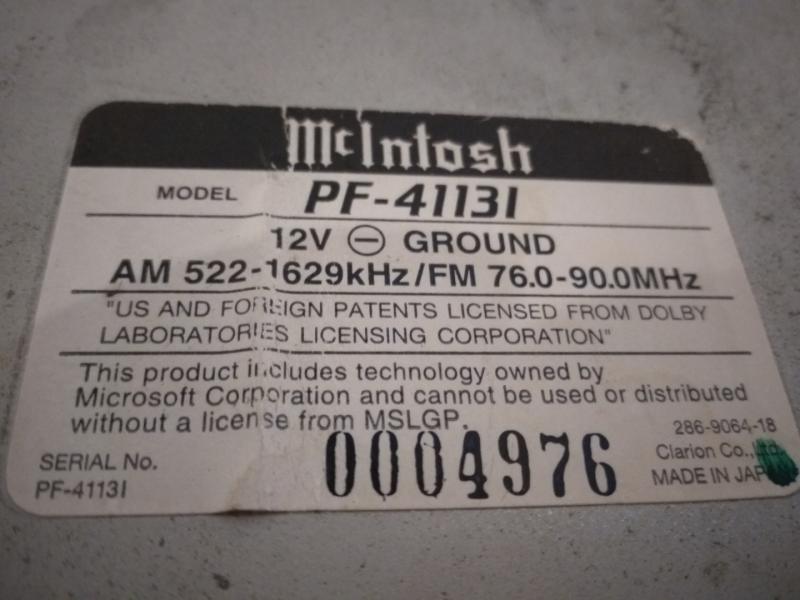 McIntosh
MODEL PF-4113I
12V ⊖ GROUND
AM 522-1629kHz/FM 76.0-90.0MHz
"US AND FOREIGN PATENTS LICENSED FROM DOLBY
LABORATORIES LICENSING CORPORATION"
This product includes technology owned by
Microsoft Corporation and cannot be used or distributed
without a license from MSLGP.
286-9064-18
SERIAL No. 0004976 Clarion Co., Ltd.
PF-4113I MADE IN JAPAN